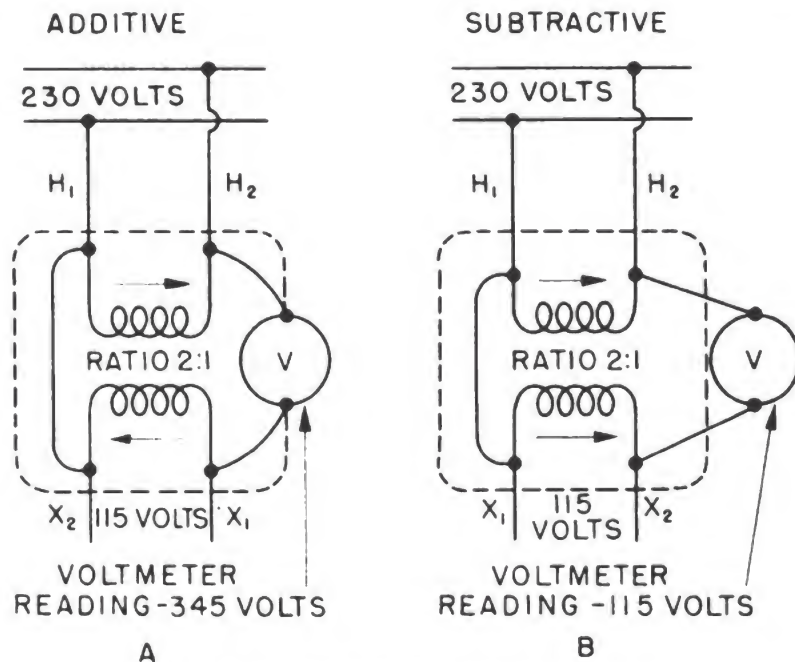 ADDITIVE
230 VOLTS
H₁
H₂
RATIO 2:1
V
X₂
115 VOLTS
X₁
VOLTMETER
READING-345 VOLTS
A
SUBTRACTIVE
230 VOLTS
H₁
H₂
RATIO 2:1
V
X₁
115
VOLTS
X₂
VOLTMETER
READING -115 VOLTS
B